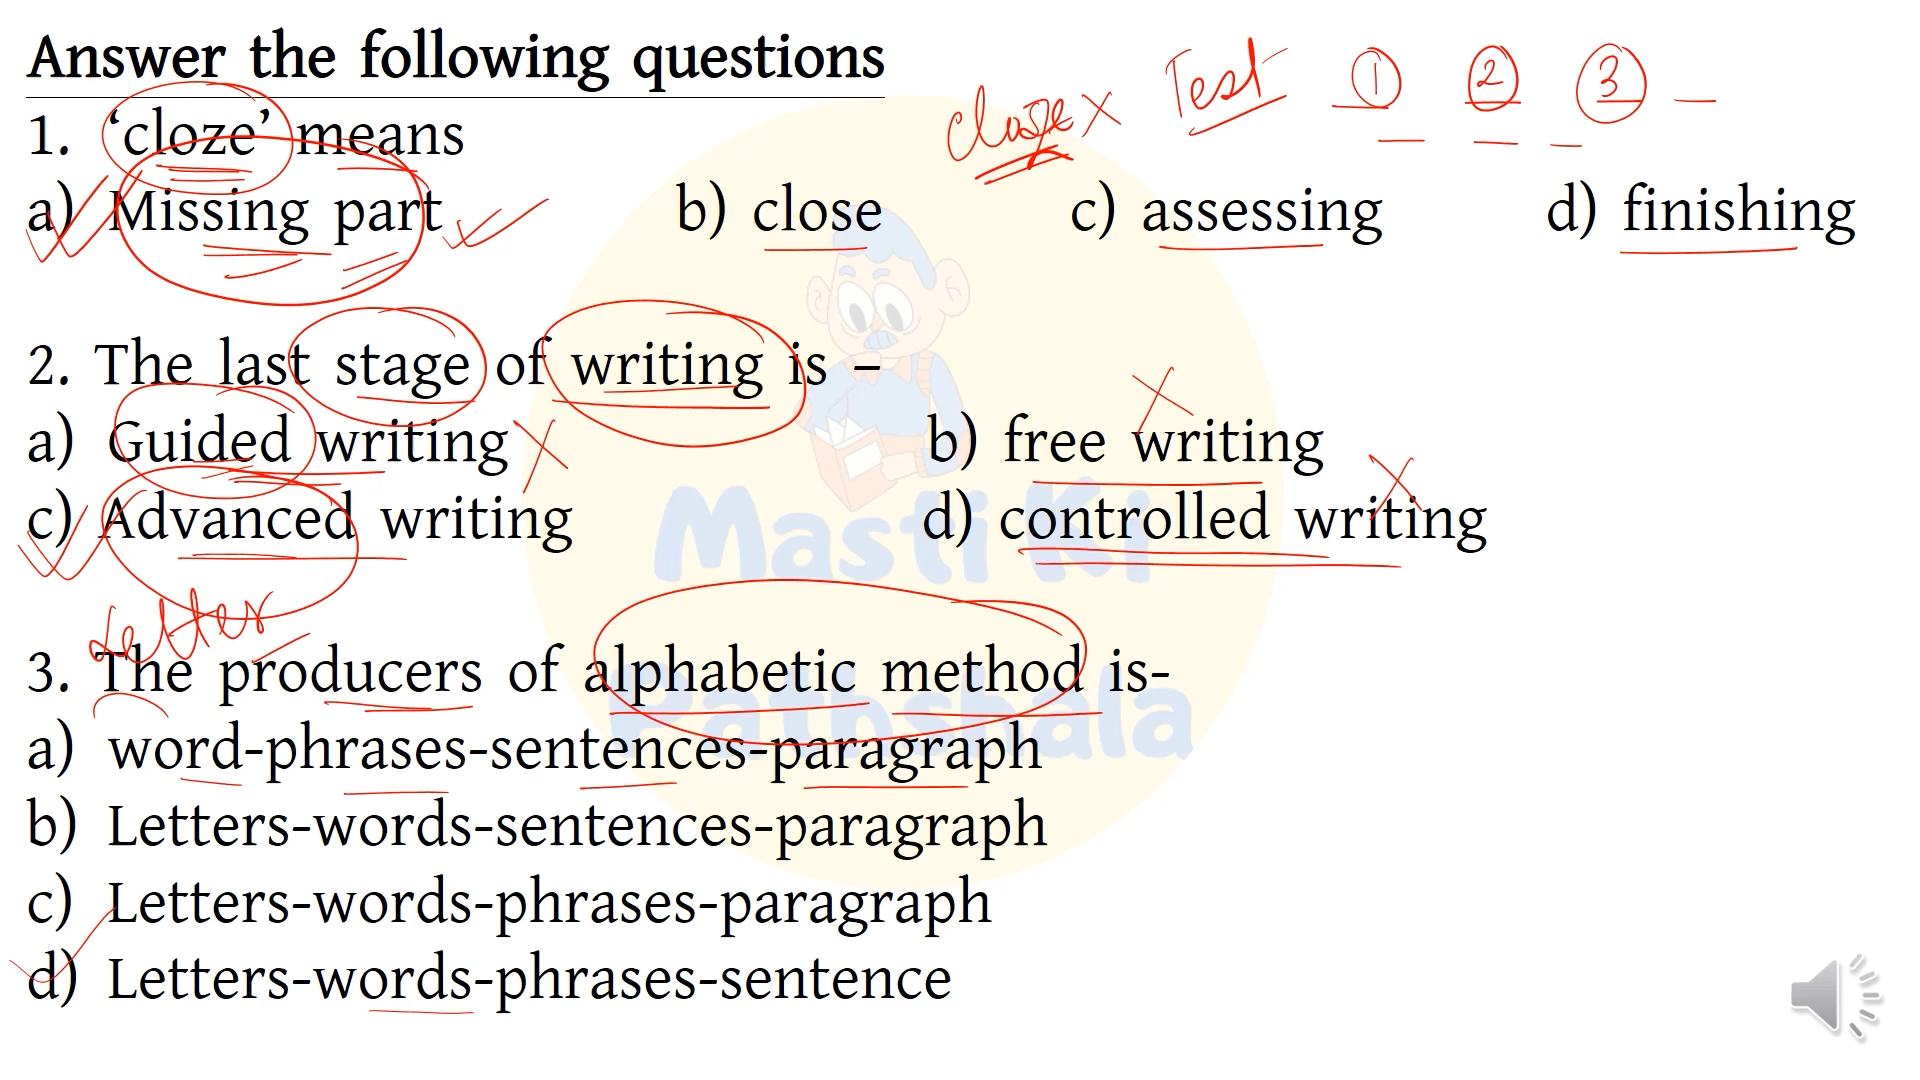 Answer the following questions
Test 1 2 3
1. ‘cloze’ means
a) Missing part b) close c) assessing d) finishing
2. The last stage of writing is –
a) Guided writing b) free writing
c) Advanced writing d) controlled writing
Letter
3. The producers of alphabetic method is-
a) word-phrases-sentences-paragraph
b) Letters-words-sentences-paragraph
c) Letters-words-phrases-paragraph
d) Letters-words-phrases-sentence
Masti Ki
Pathshala